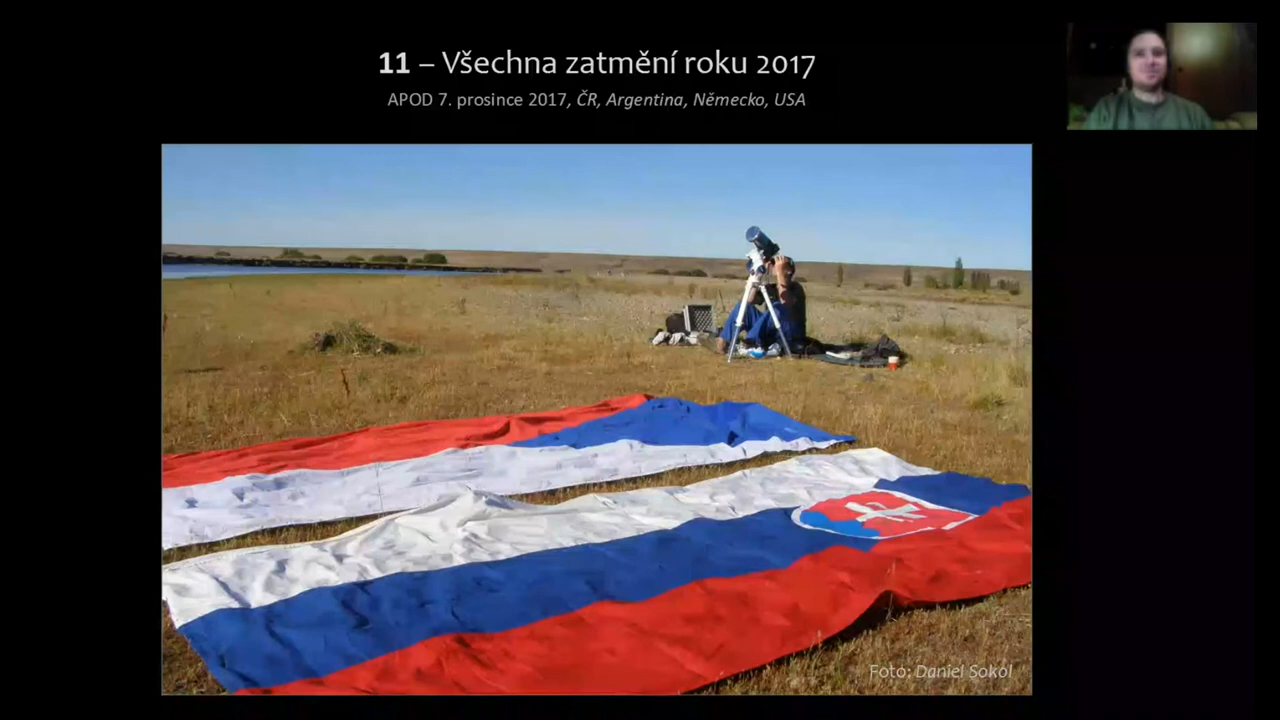 11 – Všechna zatmění roku 2017
APOD 7. prosince 2017, ČR, Argentina, Německo, USA
Foto: Daniel Sokol